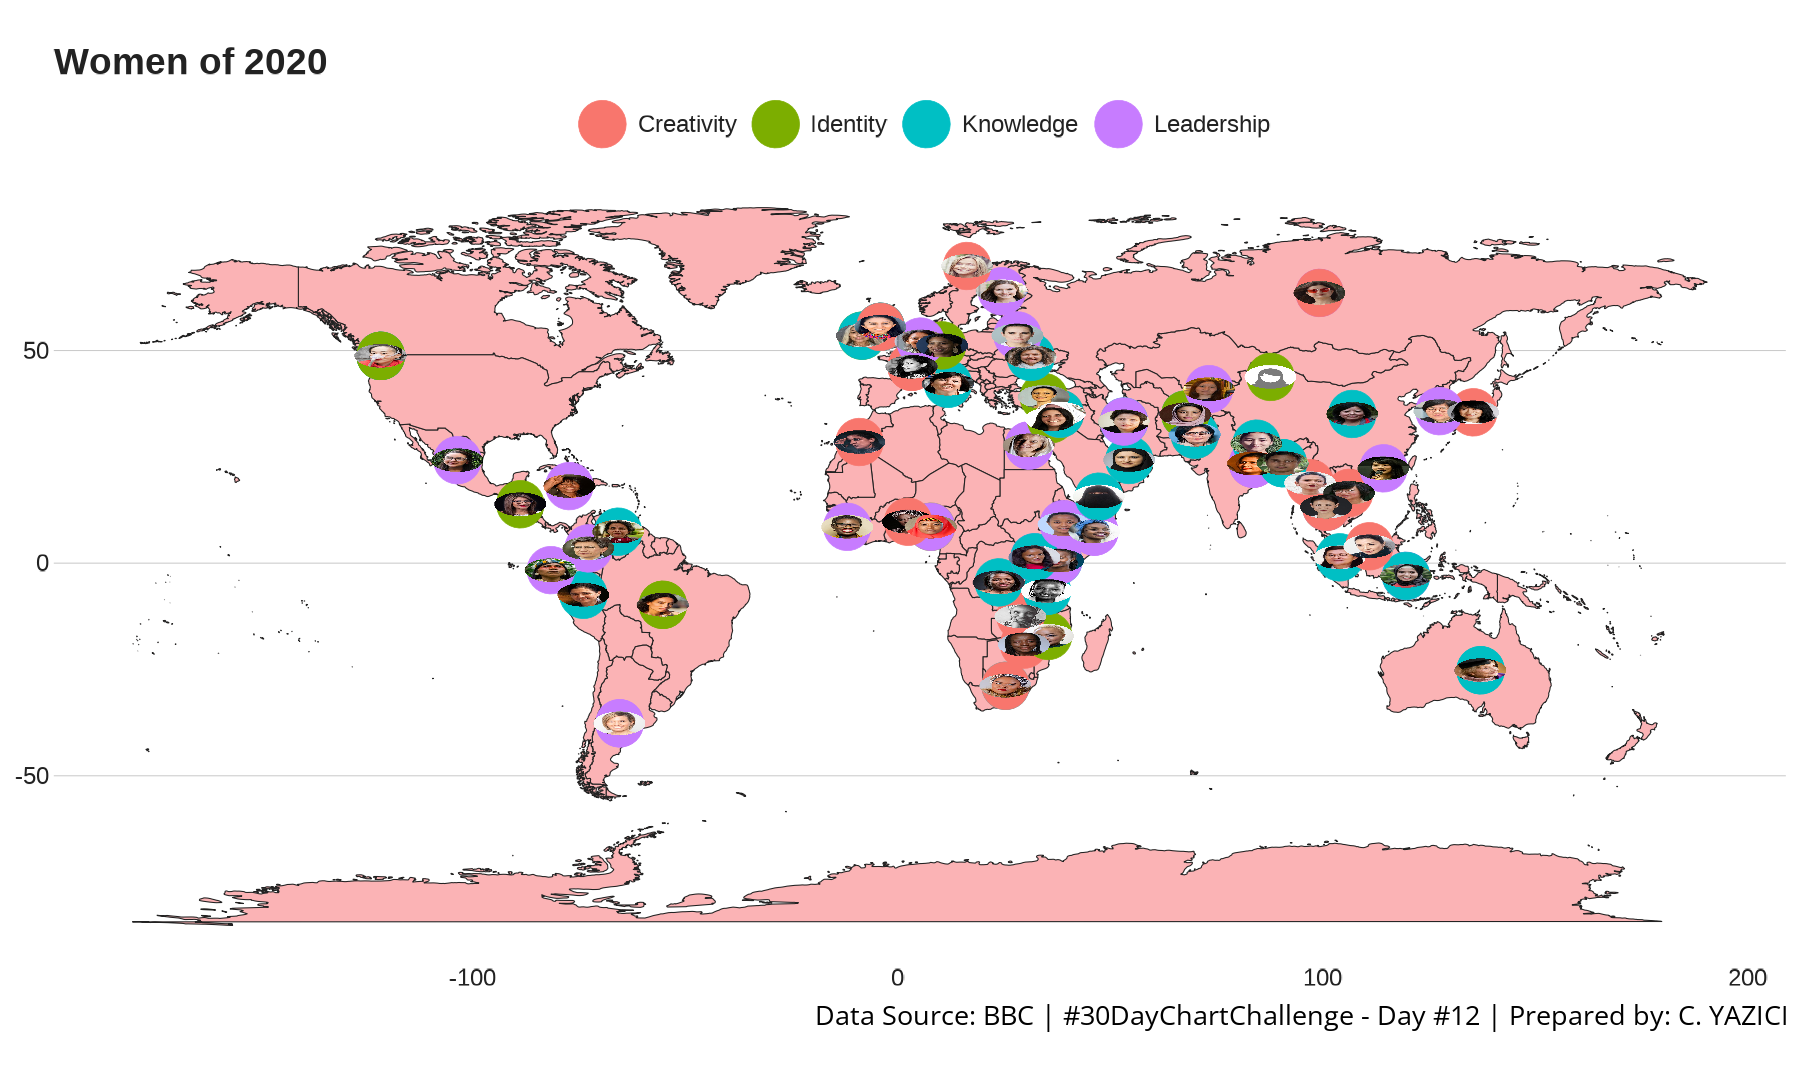 Women of 2020
Creativity Identity Knowledge Leadership
50
0
-50
-100 0 100 200
Data Source: BBC | #30DayChartChallenge - Day #12 | Prepared by: C. YAZICI